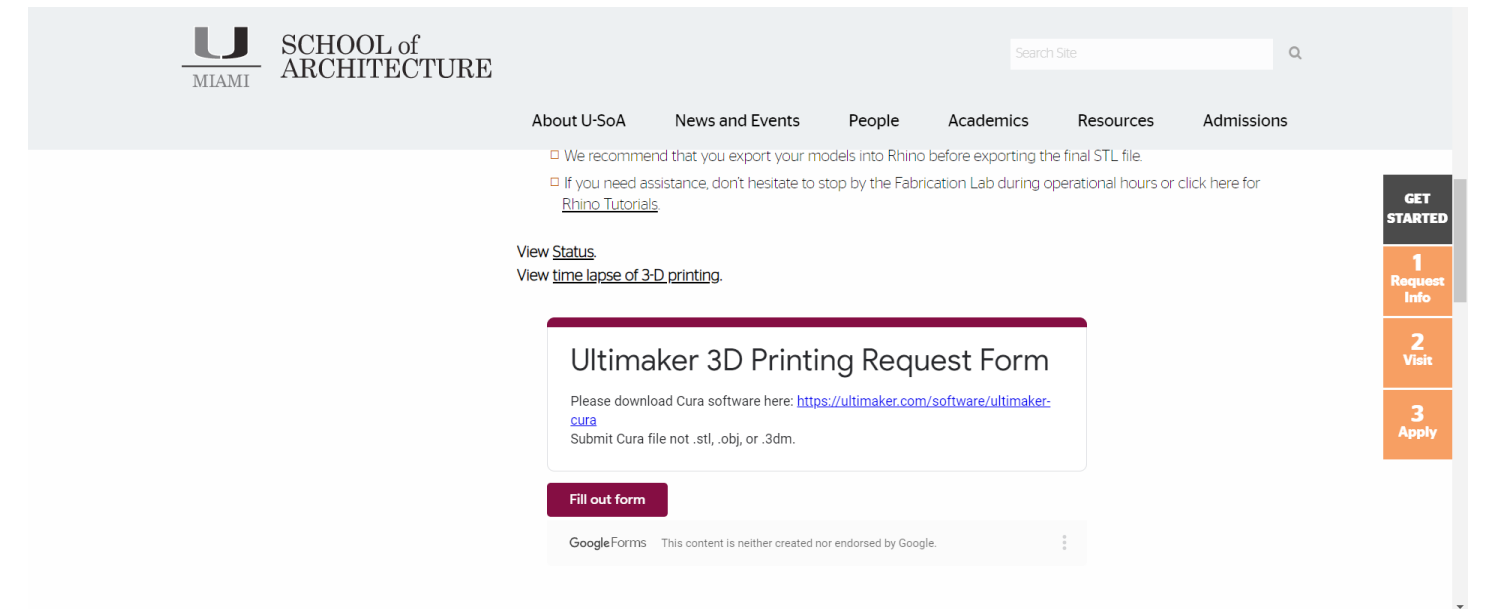 MIAMI
SCHOOL of
ARCHITECTURE
Search Site
About U-SoA News and Events People Academics Resources Admissions
We recommend that you export your models into Rhino before exporting the final STL file.
If you need assistance, don't hesitate to stop by the Fabrication Lab during operational hours or click here for
Rhino Tutorials.
View Status.
View time lapse of 3-D printing.
Ultimaker 3D Printing Request Form
Please download Cura software here: https://ultimaker.com/software/ultimaker-
cura
Submit Cura file not .stl, .obj, or .3dm.
Fill out form
Google Forms This content is neither created nor endorsed by Google.
GET
STARTED
1
Request
Info
2
Visit
3
Apply